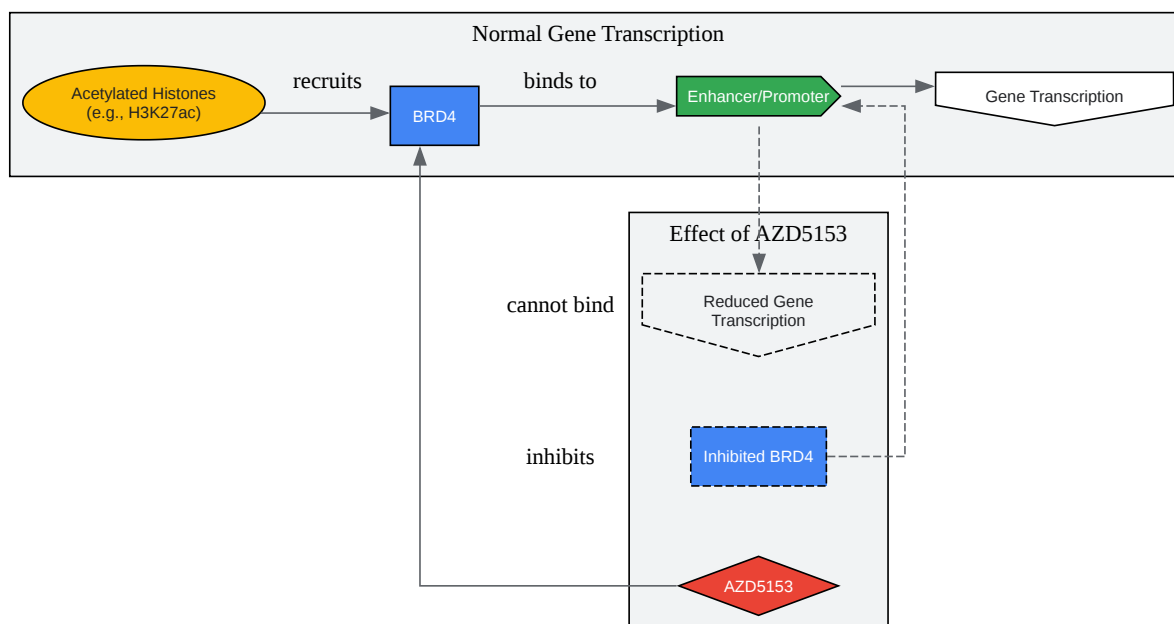 Normal Gene Transcription
Acetylated Histones
(e.g., H3K27ac)
recruits
BRD4
binds to
Enhancer/Promoter
Gene Transcription
Effect of AZD5153
cannot bind
Reduced Gene
Transcription
inhibits
Inhibited BRD4
AZD5153